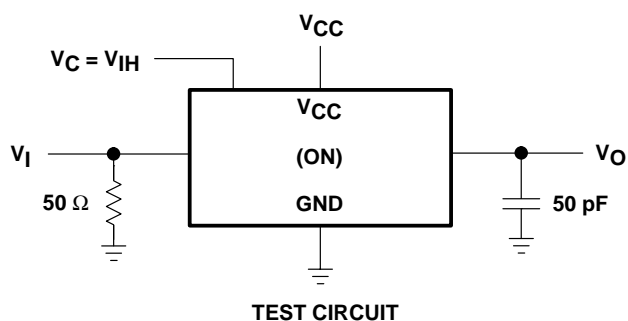 VCC
VC = VIH
VCC
VI
(ON)
VO
50 Ω
GND
50 pF
TEST CIRCUIT